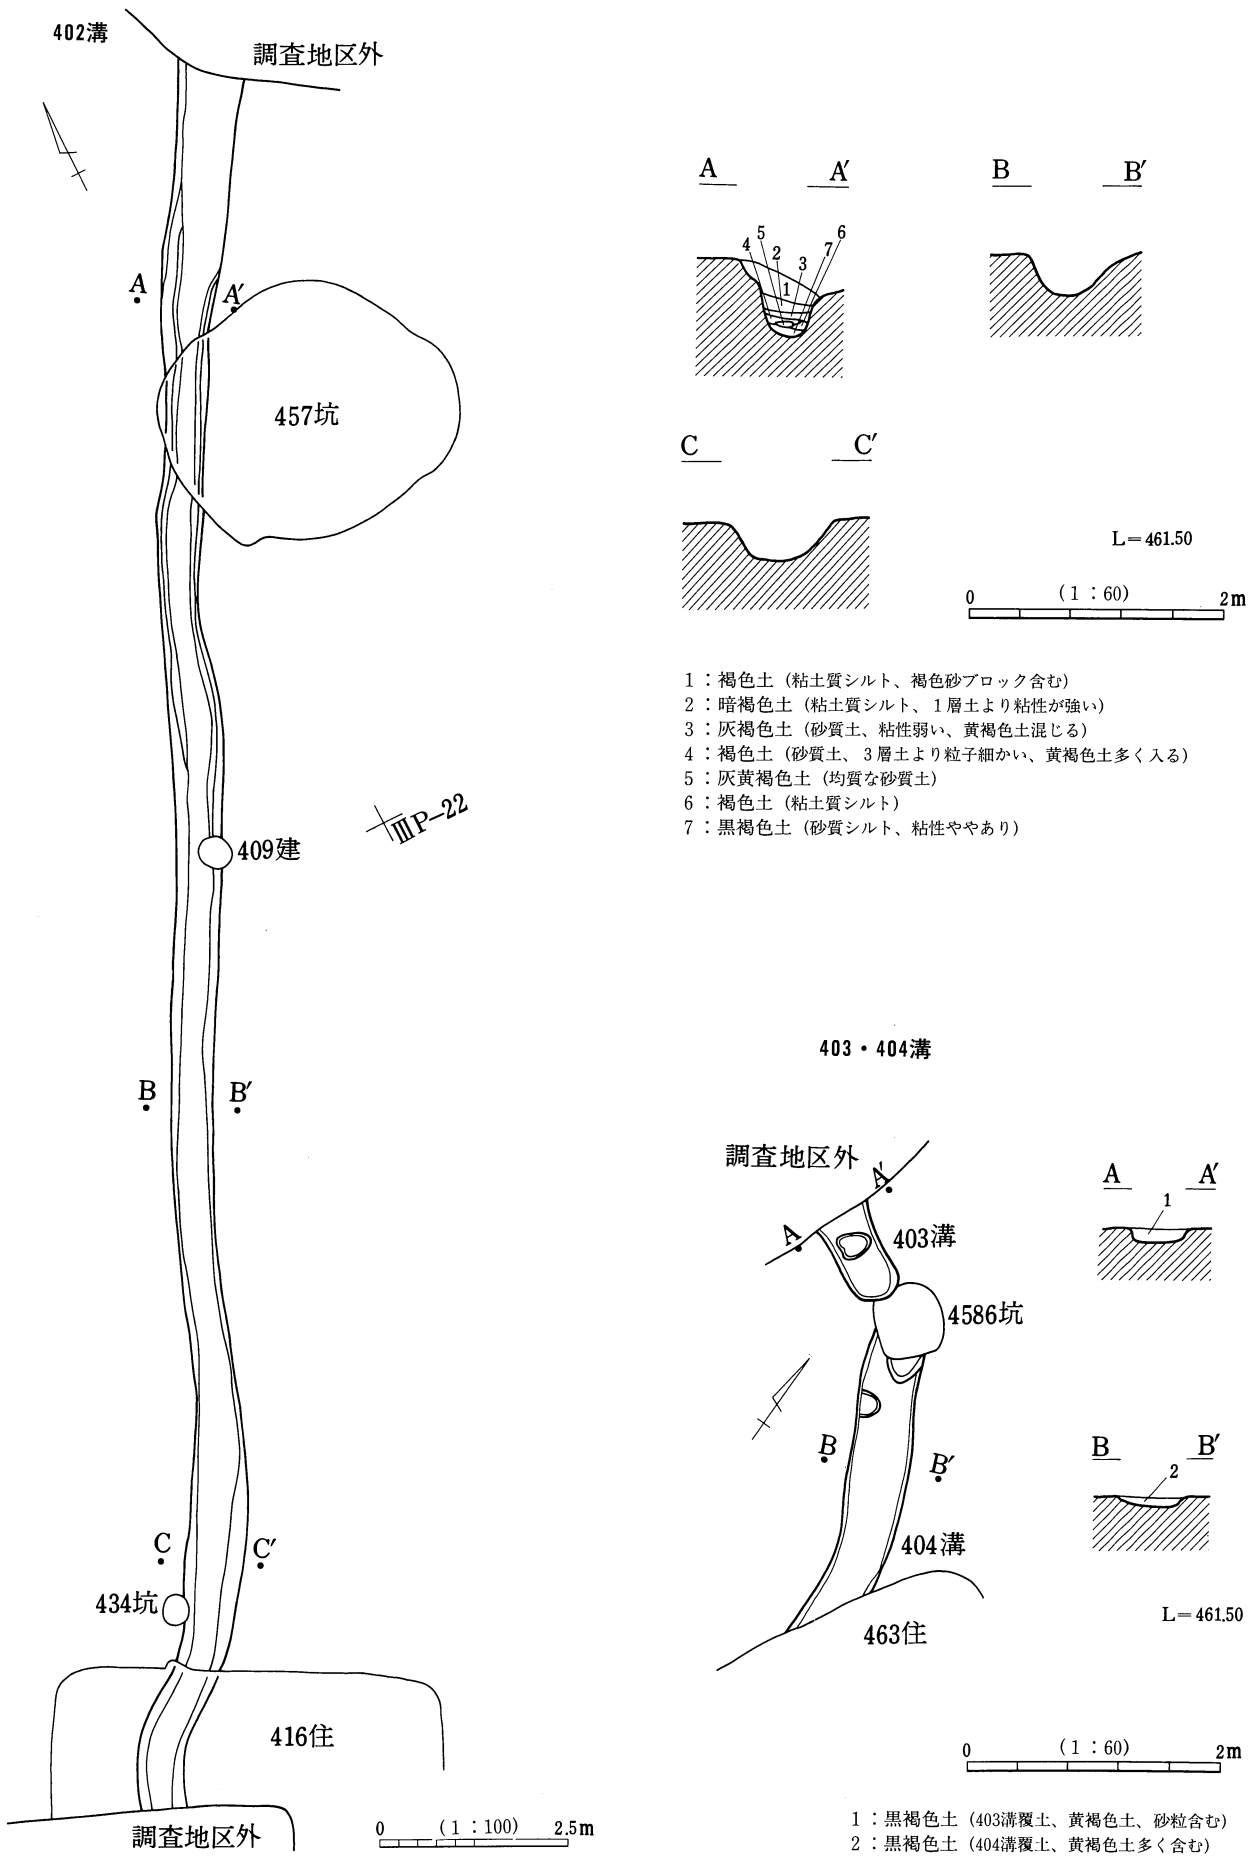 402溝
調査地区外
A
A′
457坑
409建
ⅢP-22
B
B′
C
C′
434坑
416住
調査地区外
0 (1：100) 2.5m
A A′
5 6
4 2 7
3
1
B B′
C C′
L＝461.50
0 (1：60) 2m
1：褐色土（粘土質シルト、褐色砂ブロック含む）
2：暗褐色土（粘土質シルト、1層土より粘性が強い）
3：灰褐色土（砂質土、粘性弱い、黄褐色土混じる）
4：褐色土（砂質土、3層土より粒子細かい、黄褐色土多く入る）
5：灰黄褐色土（均質な砂質土）
6：褐色土（粘土質シルト）
7：黒褐色土（砂質シルト、粘性ややあり）
403・404溝
調査地区外
A′
A
403溝
4586坑
B
B′
404溝
463住
A A′
1
B B′
2
L＝461.50
0 (1：60) 2m
1：黒褐色土（403溝覆土、黄褐色土、砂粒含む）
2：黒褐色土（404溝覆土、黄褐色土多く含む）